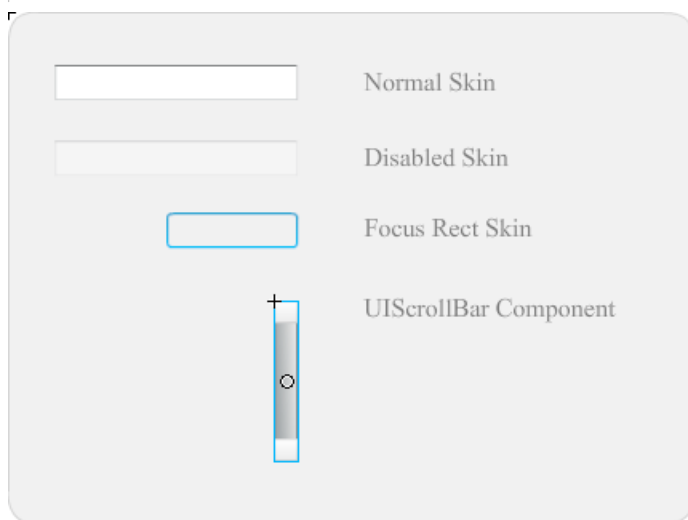 Normal Skin
Disabled Skin
Focus Rect Skin
UIScrollBar Component